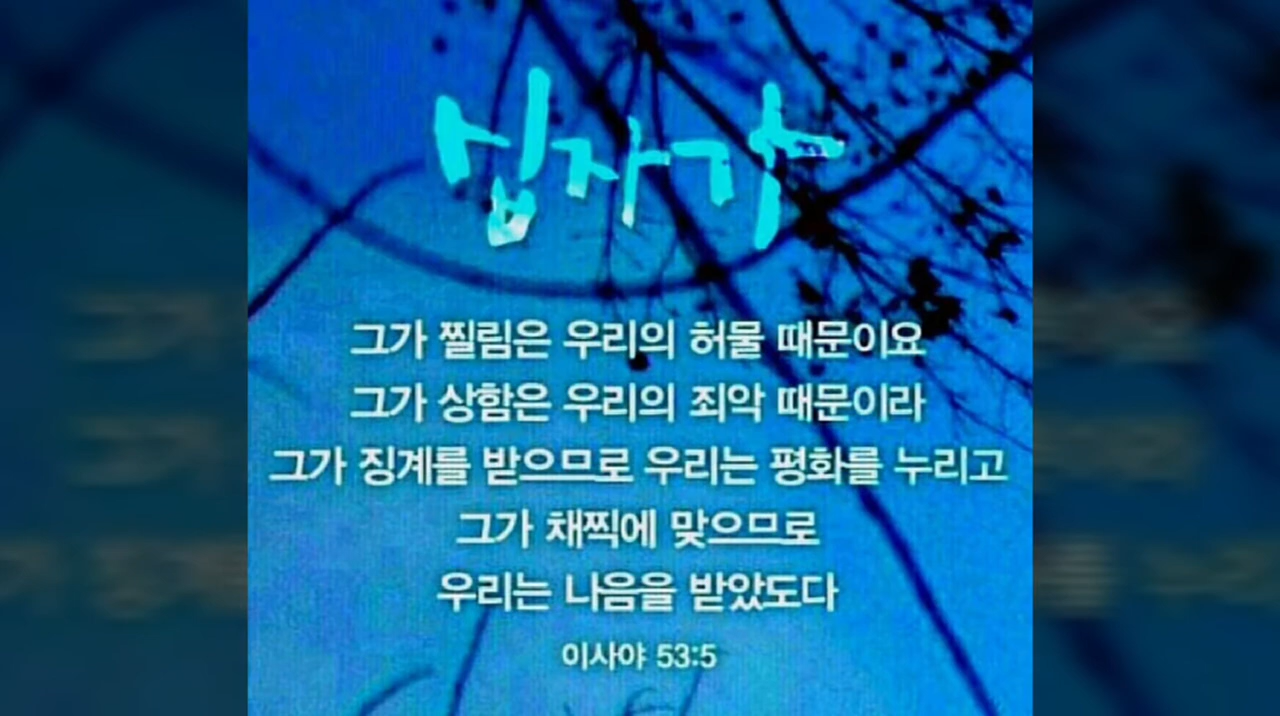 십자가
그가 찔림은 우리의 허물 때문이요
그가 상함은 우리의 죄악 때문이라
그가 징계를 받으므로 우리는 평화를 누리고
그가 채찍에 맞으므로
우리는 나음을 받았도다
이사야 53:5